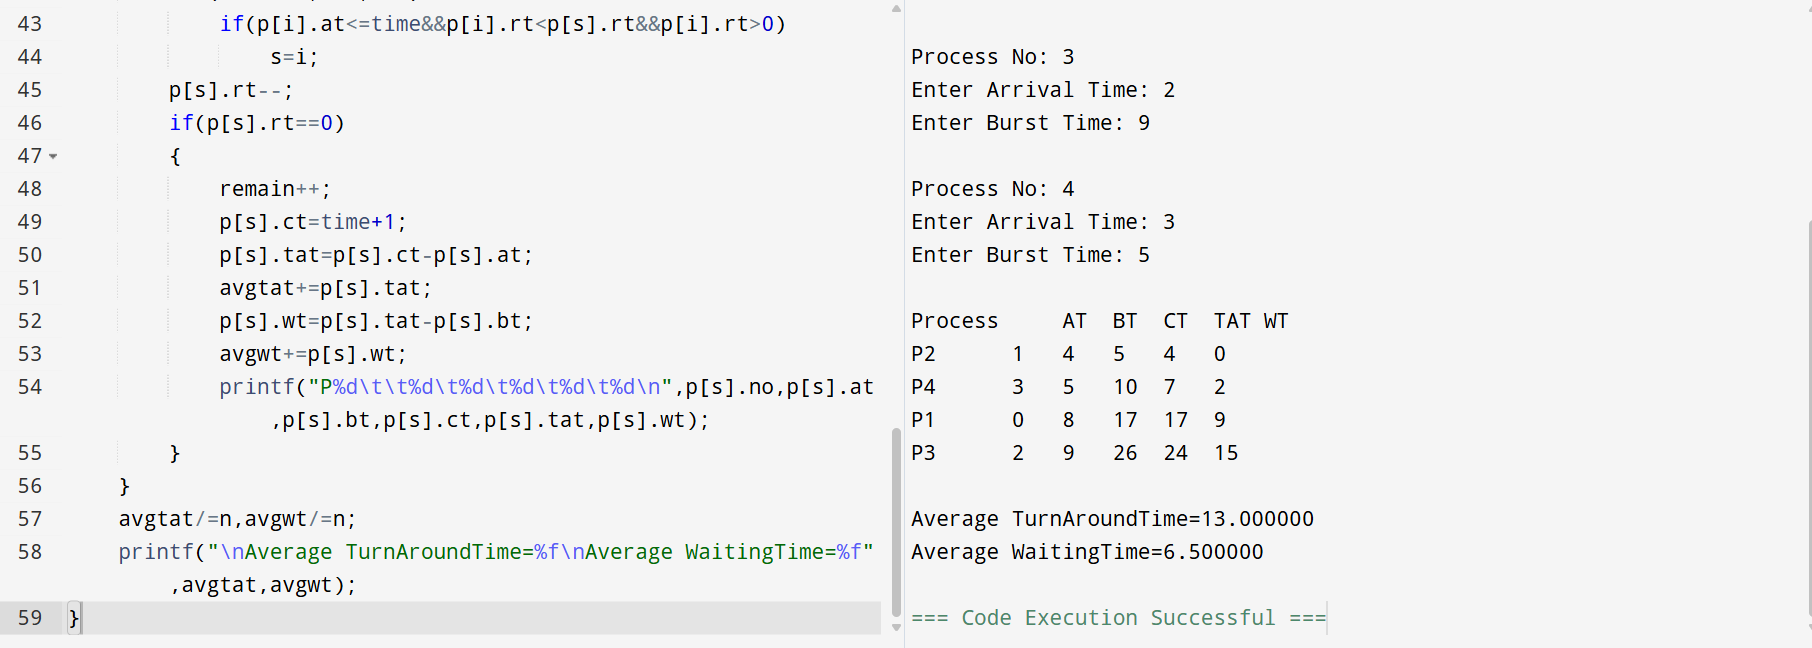 43 if(p[i].at<=time&&p[i].rt<p[s].rt&&p[i].rt>0)
44 s=i;
45 p[s].rt--;
46 if(p[s].rt==0)
47 {
48 remain++;
49 p[s].ct=time+1;
50 p[s].tat=p[s].ct-p[s].at;
51 avgtat+=p[s].tat;
52 p[s].wt=p[s].tat-p[s].bt;
53 avgwt+=p[s].wt;
54 printf("P%d\t\t%d\t%d\t%d\t%d\t%d\n",p[s].no,p[s].at
,p[s].bt,p[s].ct,p[s].tat,p[s].wt);
55 }
56 }
57 avgtat/=n,avgwt/=n;
58 printf("\nAverage TurnAroundTime=%f\nAverage WaitingTime=%f"
,avgtat,avgwt);
59 }
Process No: 3
Enter Arrival Time: 2
Enter Burst Time: 9
Process No: 4
Enter Arrival Time: 3
Enter Burst Time: 5
Process AT BT CT TAT WT
P2 1 4 5 4 0
P4 3 5 10 7 2
P1 0 8 17 17 9
P3 2 9 26 24 15
Average TurnAroundTime=13.000000
Average WaitingTime=6.500000
=== Code Execution Successful ===